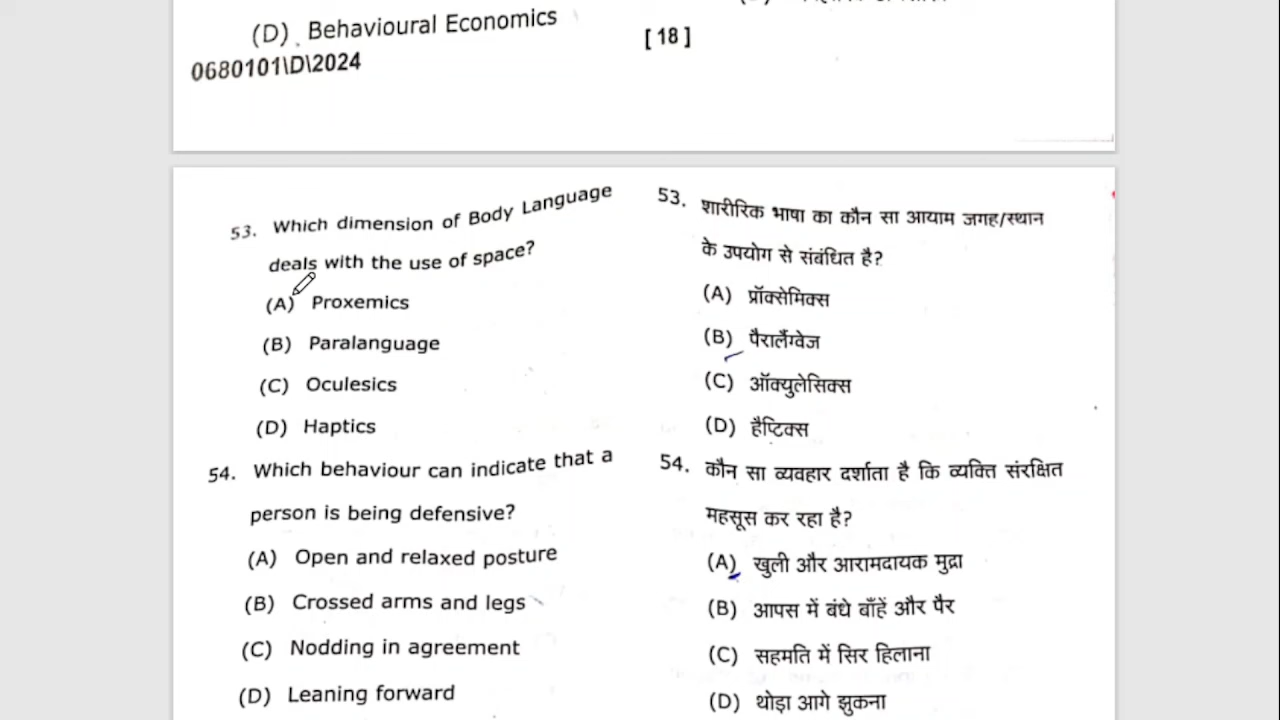 (D) Behavioural Economics
[ 18 ]
0680101\D\2024
53. Which dimension of Body Language
deals with the use of space?
(A) Proxemics
(B) Paralanguage
(C) Oculesics
(D) Haptics
54. Which behaviour can indicate that a
person is being defensive?
(A) Open and relaxed posture
(B) Crossed arms and legs
(C) Nodding in agreement
(D) Leaning forward
53. शारीरिक भाषा का कौन सा आयाम जगह/स्थान
के उपयोग से संबंधित है?
(A) प्रॉक्सेमिक्स
(B) पैरालैंग्वेज
(C) ऑक्युलेसिक्स
(D) हैप्टिक्स
54. कौन सा व्यवहार दर्शाता है कि व्यक्ति संरक्षित
महसूस कर रहा है?
(A) खुली और आरामदायक मुद्रा
(B) आपस में बंधे बाँहें और पैर
(C) सहमति में सिर हिलाना
(D) थोड़ा आगे झुकना